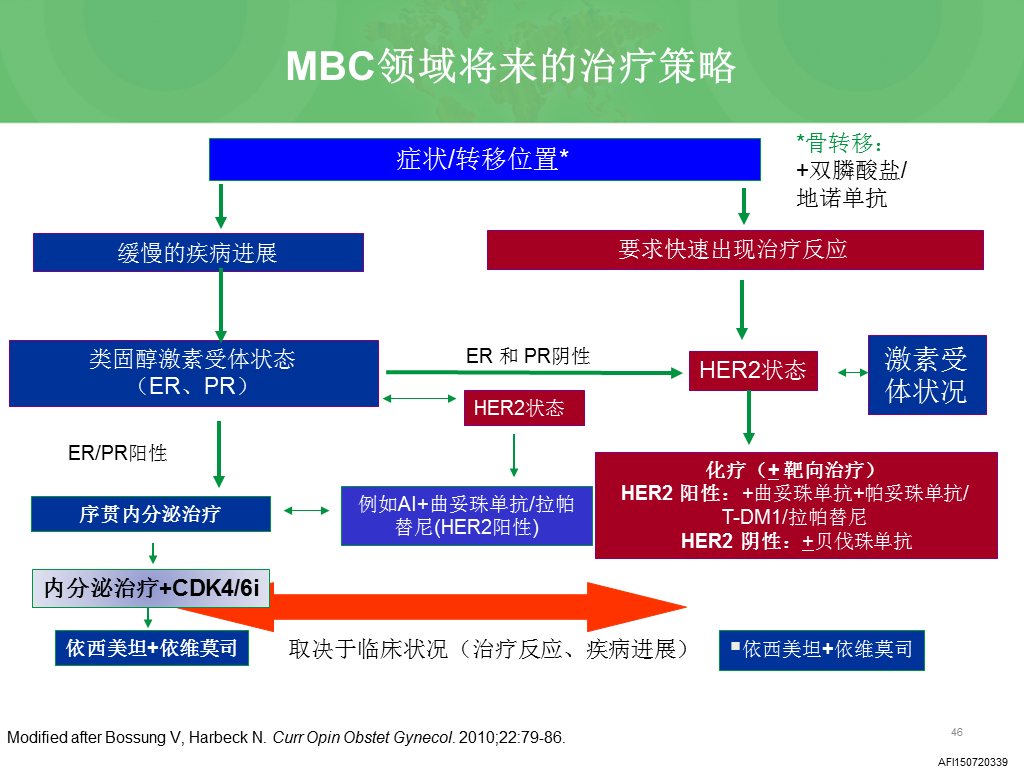 MBC领域将来的治疗策略
症状/转移位置*
*骨转移：
+双膦酸盐/
地诺单抗
缓慢的疾病进展
要求快速出现治疗反应
类固醇激素受体状态
（ER、PR）
ER 和 PR阴性
HER2状态
激素受
体状况
HER2状态
ER/PR阳性
序贯内分泌治疗
例如AI+曲妥珠单抗/拉帕
替尼(HER2阳性)
化疗（+ 靶向治疗）
HER2 阳性：+曲妥珠单抗+帕妥珠单抗/
T-DM1/拉帕替尼
HER2 阴性：+贝伐珠单抗
内分泌治疗+CDK4/6i
依西美坦+依维莫司
取决于临床状况（治疗反应、疾病进展）
▪依西美坦+依维莫司
Modified after Bossung V, Harbeck N. Curr Opin Obstet Gynecol. 2010;22:79-86.
46
AFI150720339